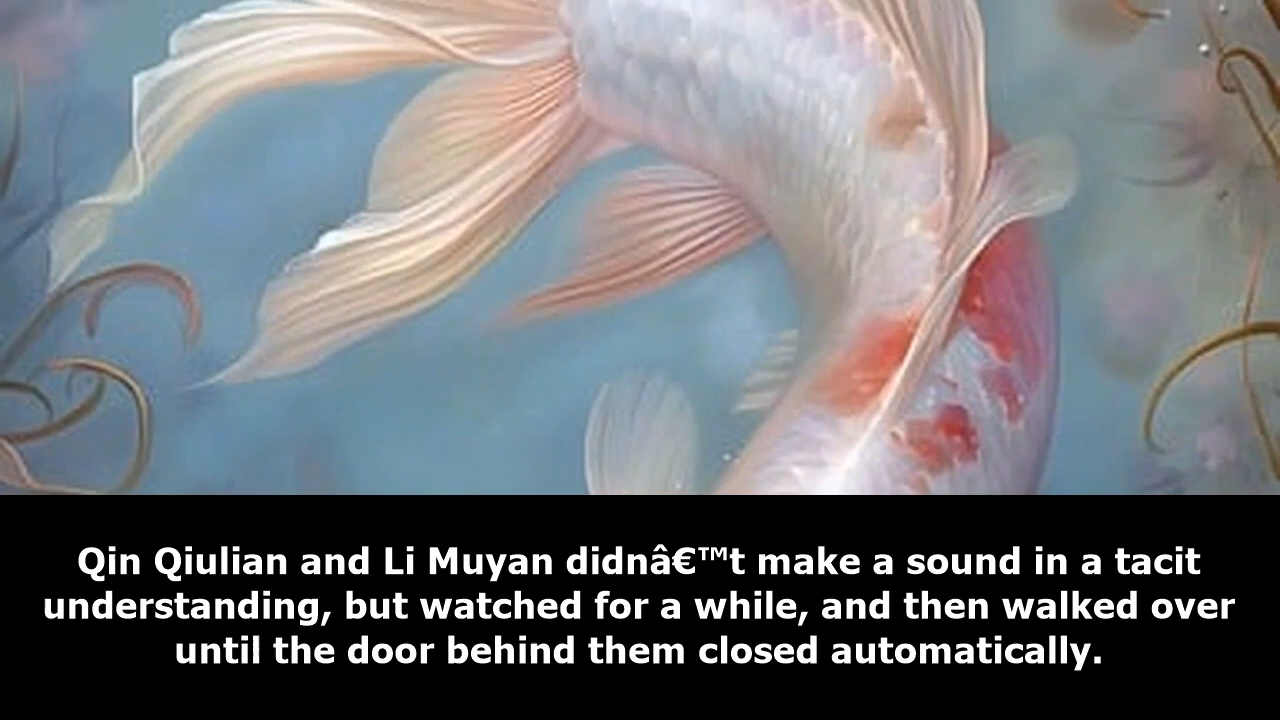 Qin Qiulian and Li Muyan didnâ€™t make a sound in a tacit
understanding, but watched for a while, and then walked over
until the door behind them closed automatically.